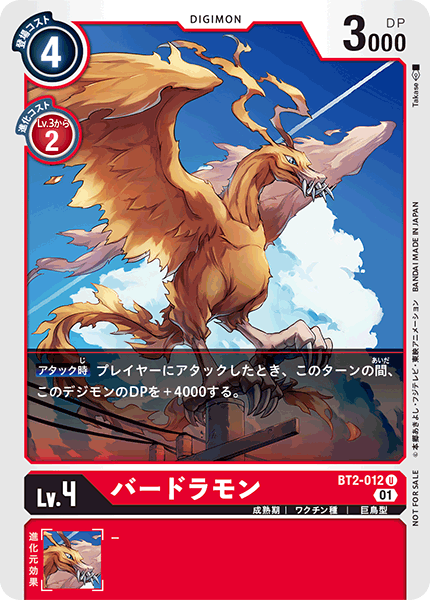 登場コスト
4
DIGIMON
3000
DP
進化コスト
Lv.3から
2
Takase
アタック時 プレイヤーにアタックしたとき、このターンの間、
じ
あいだ
このデジモンのDPを+4000する。
© 本郷あきよし・フジテレビ・東映アニメーション BANDAI MADE IN JAPAN
NOT FOR SALE
Lv.4
バードラモン
BT2-012 U
01
成熟期 | ワクチン種 | 巨鳥型
進化元効果
–